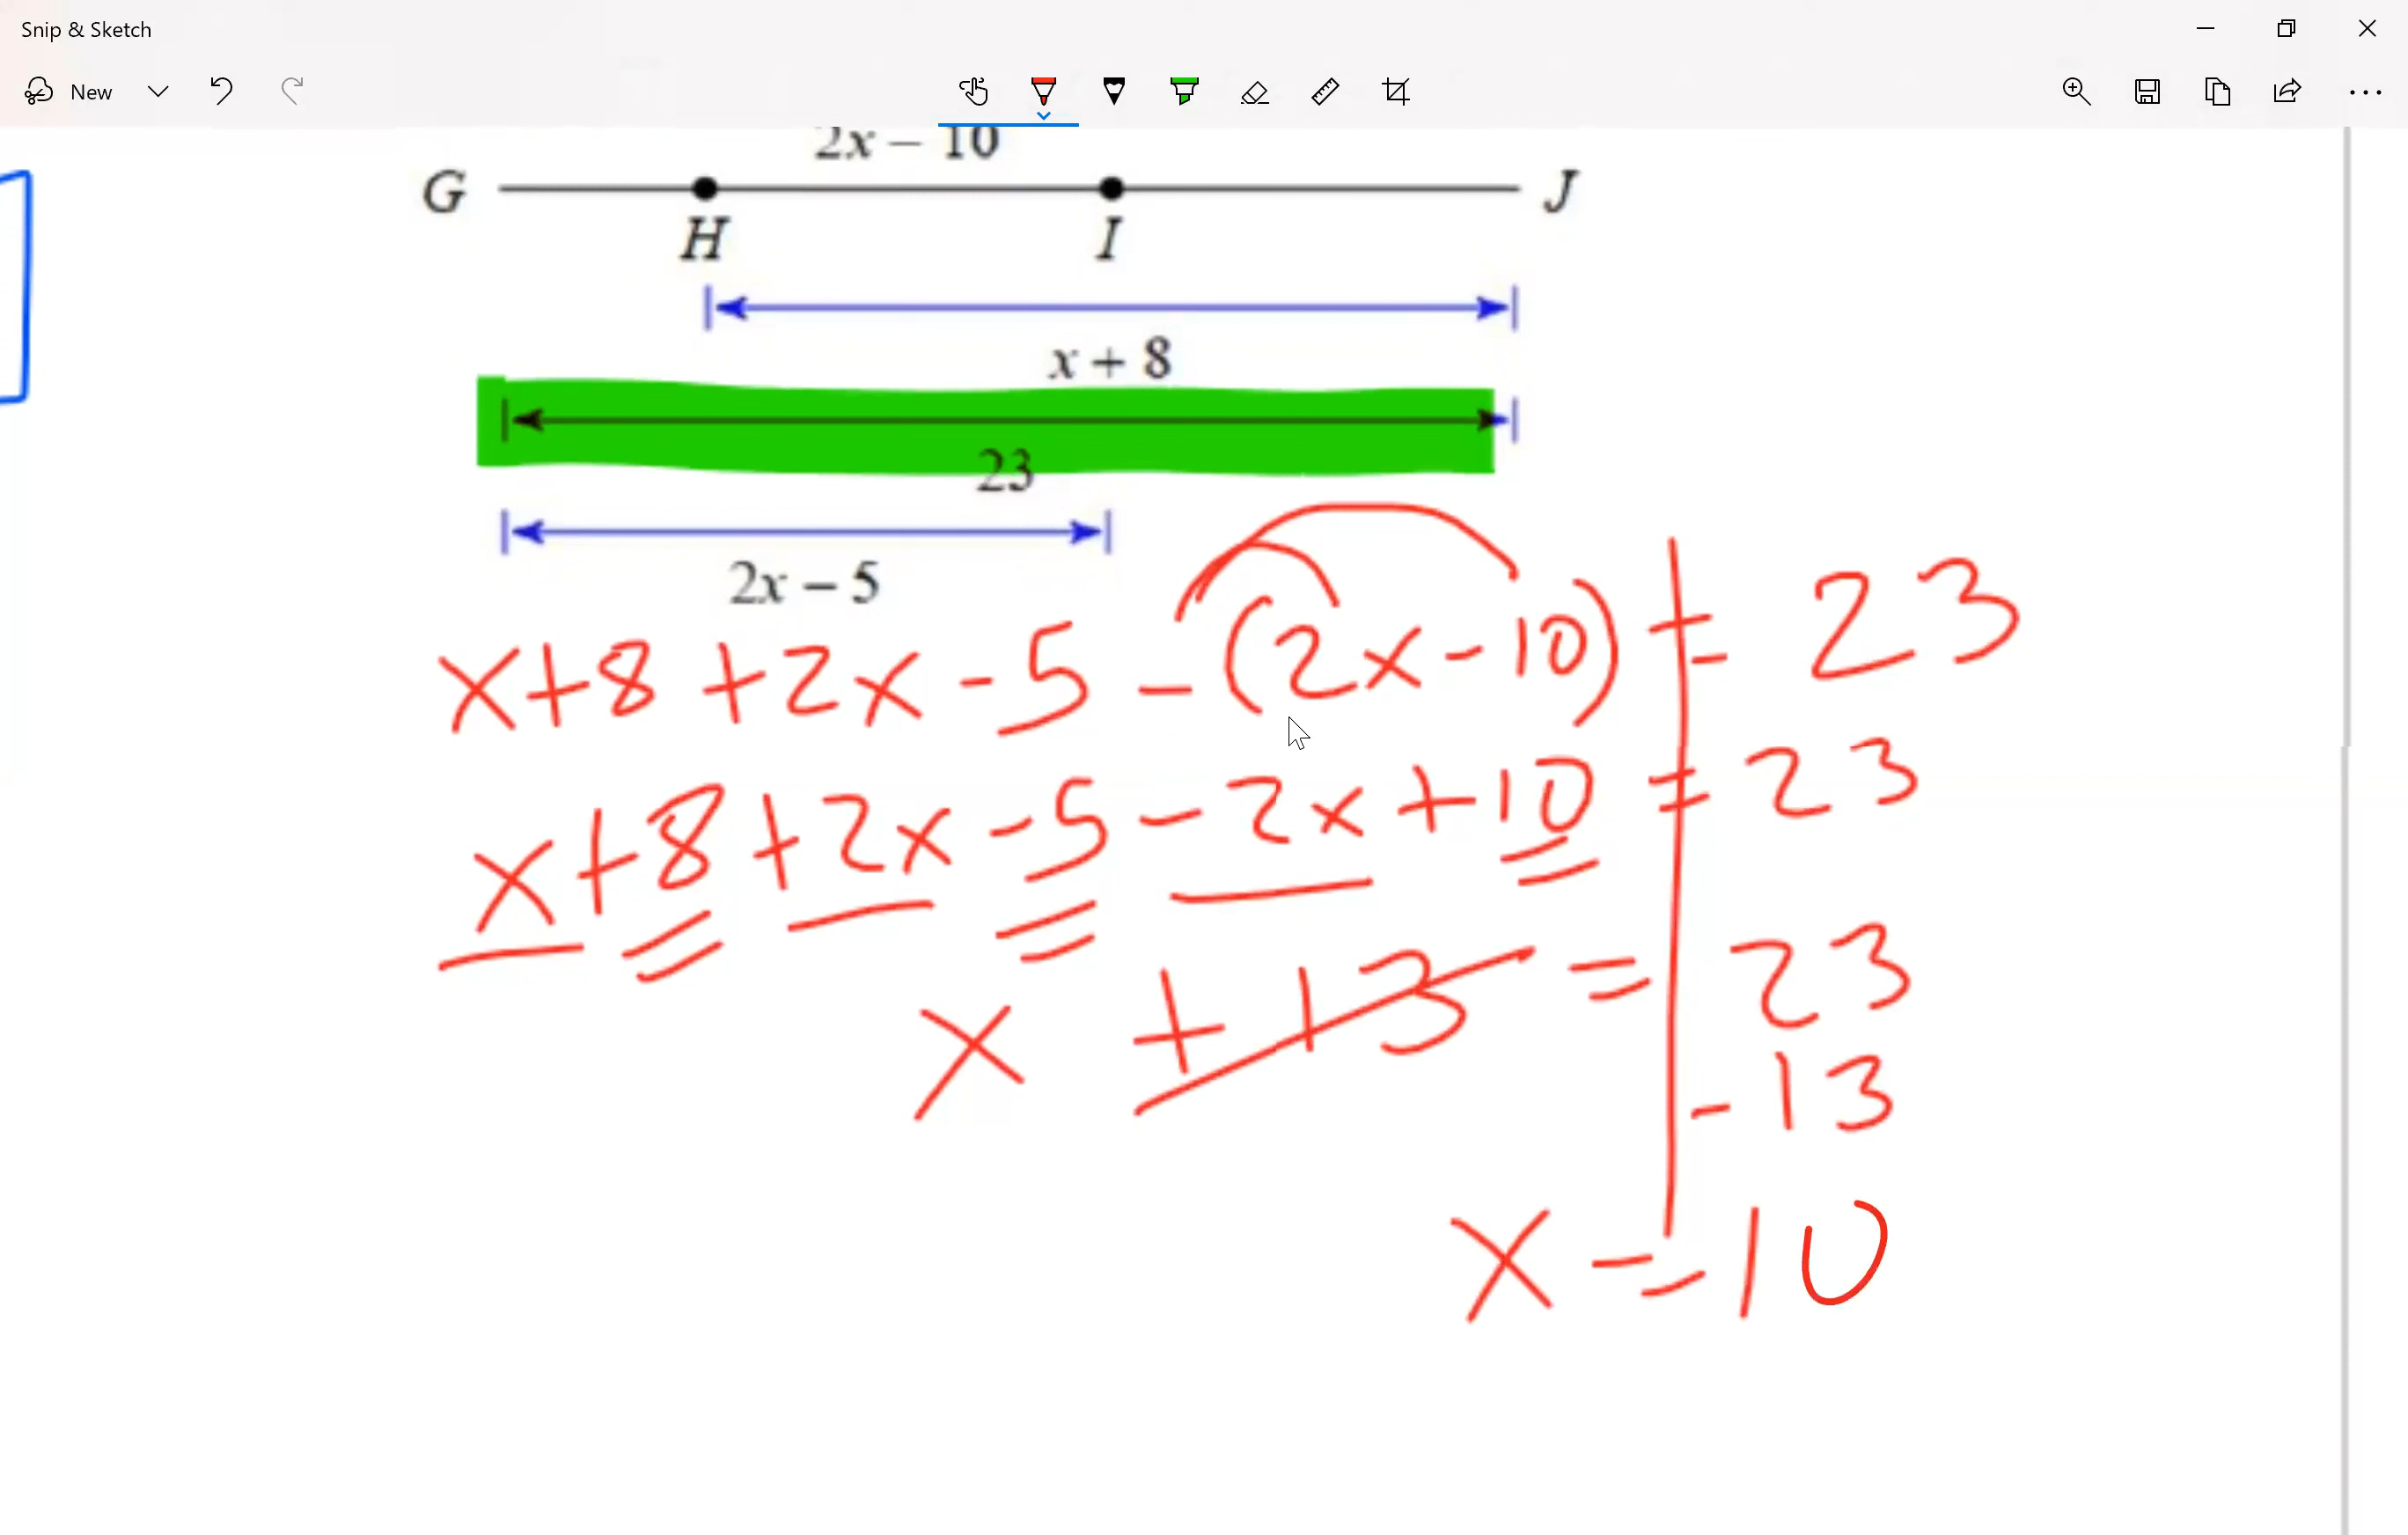 Snip & Sketch
New
2x – 10
G
J
H
I
x + 8
23
2x – 5
x+8 +2x -5 -(2x -10) = 23
x+8 +2x -5 -2x +10 = 23
x +13 = 23
-13
x = 10